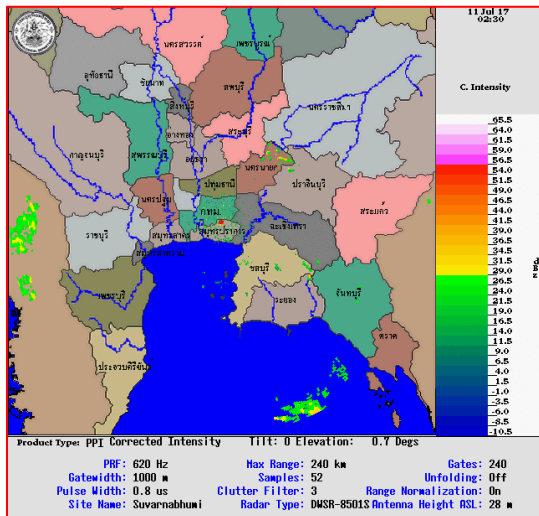 11 Jul 17
02:30
C. Intensity
นครสวรรค์
เพชรบูรณ์
อุทัยธานี
ชัยนาท
ลพบุรี
สิงห์บุรี
นครราชสีมา
อ่างทอง
สระบุรี
กาญจนบุรี
สุพรรณบุรี
อยุธยา
นครนายก
ปราจีนบุรี
ปทุมธานี
นครปฐม
สระแก้ว
ก.ท.ม.
ราชบุรี
สมุทรสาคร
สมุทรปราการ
ฉะเชิงเทรา
ชลบุรี
เพชรบุรี
ระยอง
จันทบุรี
ตราด
ประจวบคีรีขันธ์
65.5
64.0
61.5
59.0
56.5
54.0
51.5
49.0
46.5
44.0
41.5
39.0
36.5
34.0
31.5
29.0
26.5
24.0
21.5
19.0
16.5
14.0
11.5
9.0
6.5
4.0
1.5
-1.0
-3.5
-6.0
-8.5
-10.5
Product Type: PPI Corrected Intensity Tilt: 0 Elevation: 0.7 Degs
PRF: 620 Hz Max Range: 240 km Gates: 240
Gatewidth: 1000 m Samples: 52 Unfolding: Off
Pulse Width: 0.8 us Clutter Filter: 3 Range Normalization: On
Site Name: Suvarnabhumi Radar Type: DWSR-8501S Antenna Height ASL: 28 m